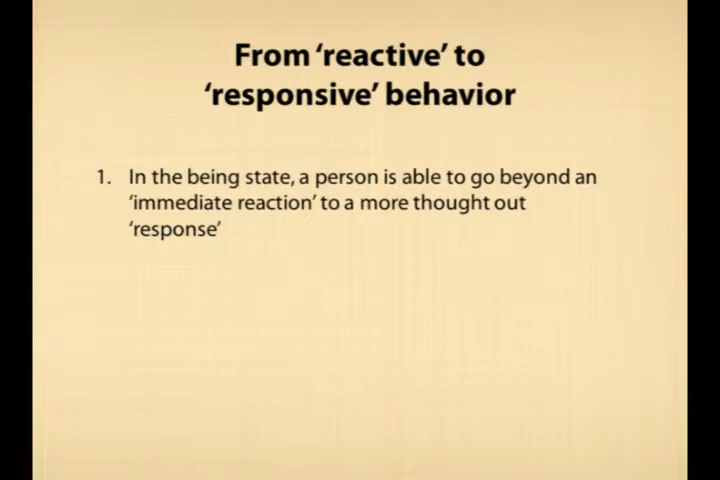 From ‘reactive’ to
‘responsive’ behavior
1. In the being state, a person is able to go beyond an
‘immediate reaction’ to a more thought out
‘response’